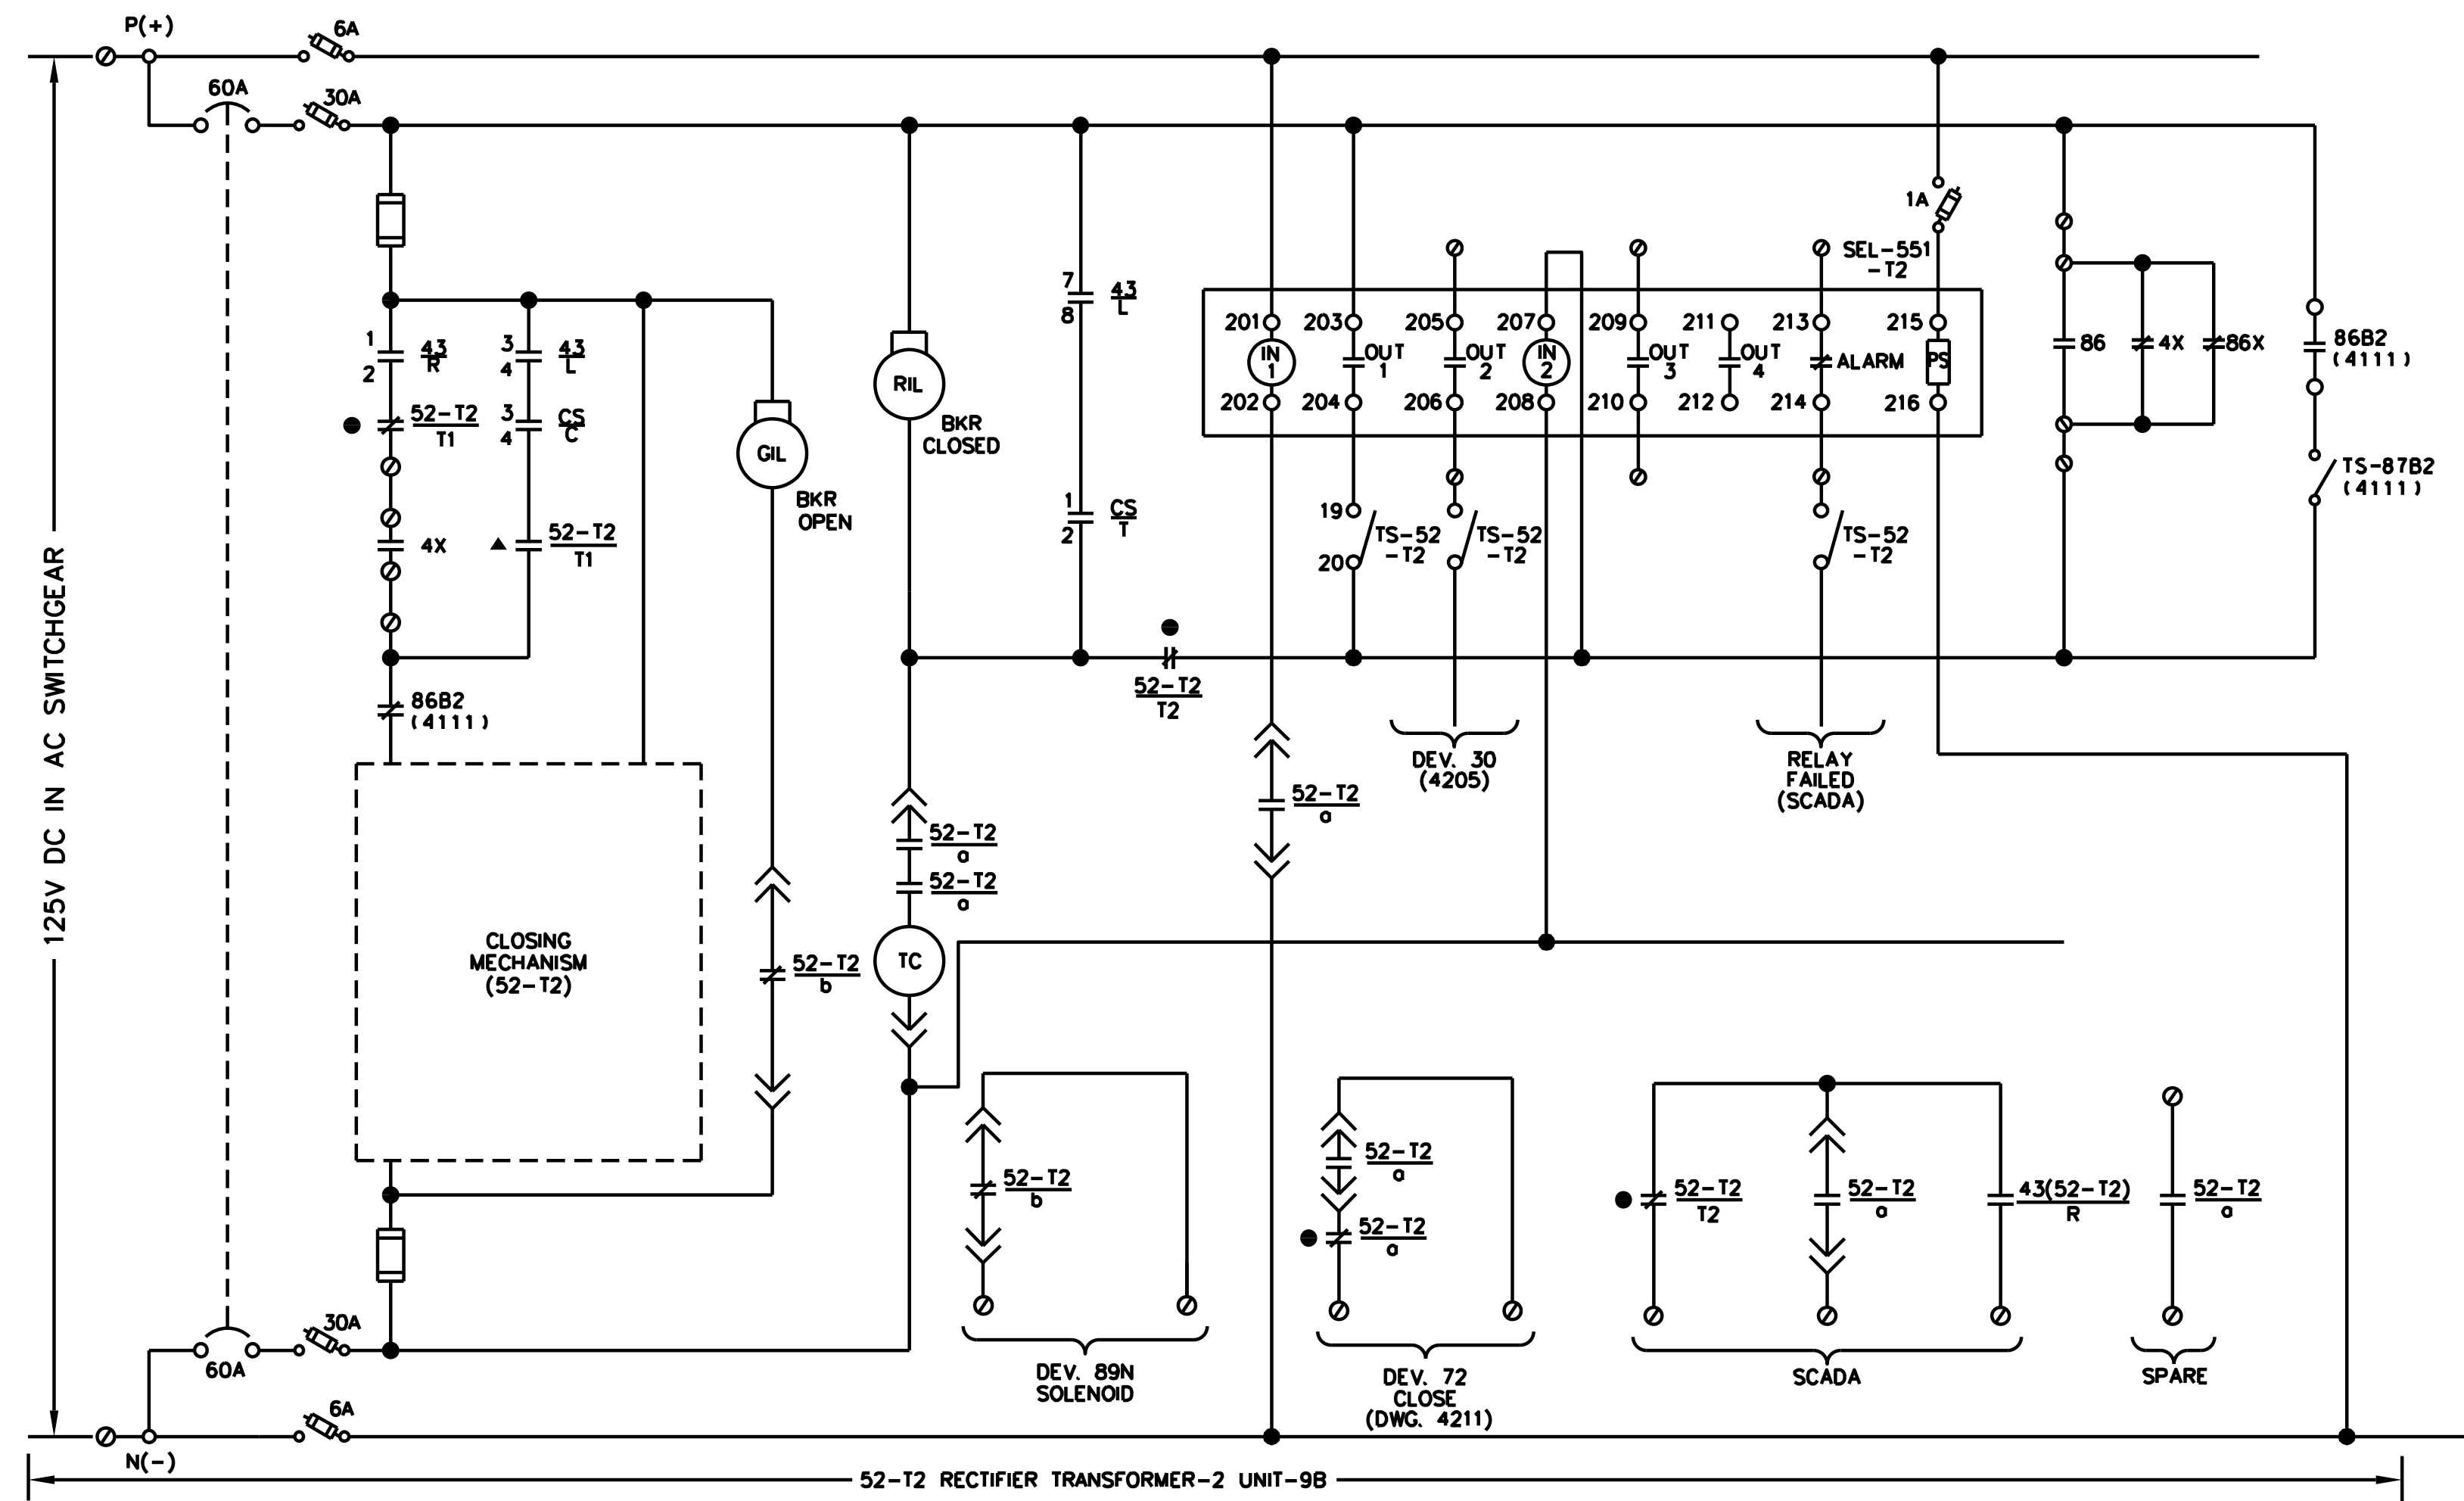 P(+)
6A
60A
30A
125V DC IN AC SWITCHGEAR
1
2
43
R
3
4
43
L
52-T2
T1
3
4
CS
C
4X
52-T2
T1
86B2
(4111)
CLOSING
MECHANISM
(52-T2)
GIL
BKR
OPEN
RIL
BKR
CLOSED
7
8
43
L
1
2
CS
T
52-T2
T2
52-T2
b
52-T2
a
52-T2
a
TC
201
IN
1
202
203
OUT
1
204
205
OUT
2
206
207
IN
2
208
209
OUT
3
210
211
OUT
4
212
213
ALARM
214
215
PS
216
1A
SEL-551
-T2
19
20
TS-52
-T2
TS-52
-T2
TS-52
-T2
DEV. 30
(4205)
RELAY
FAILED
(SCADA)
86
4X
86X
86B2
(4111)
TS-87B2
(4111)
52-T2
a
52-T2
b
DEV. 89N
SOLENOID
52-T2
a
52-T2
a
DEV. 72
CLOSE
(DWG. 4211)
52-T2
T2
52-T2
a
43(52-T2)
R
SCADA
52-T2
a
SPARE
30A
60A
6A
N(-)
52-T2 RECTIFIER TRANSFORMER-2 UNIT-9B